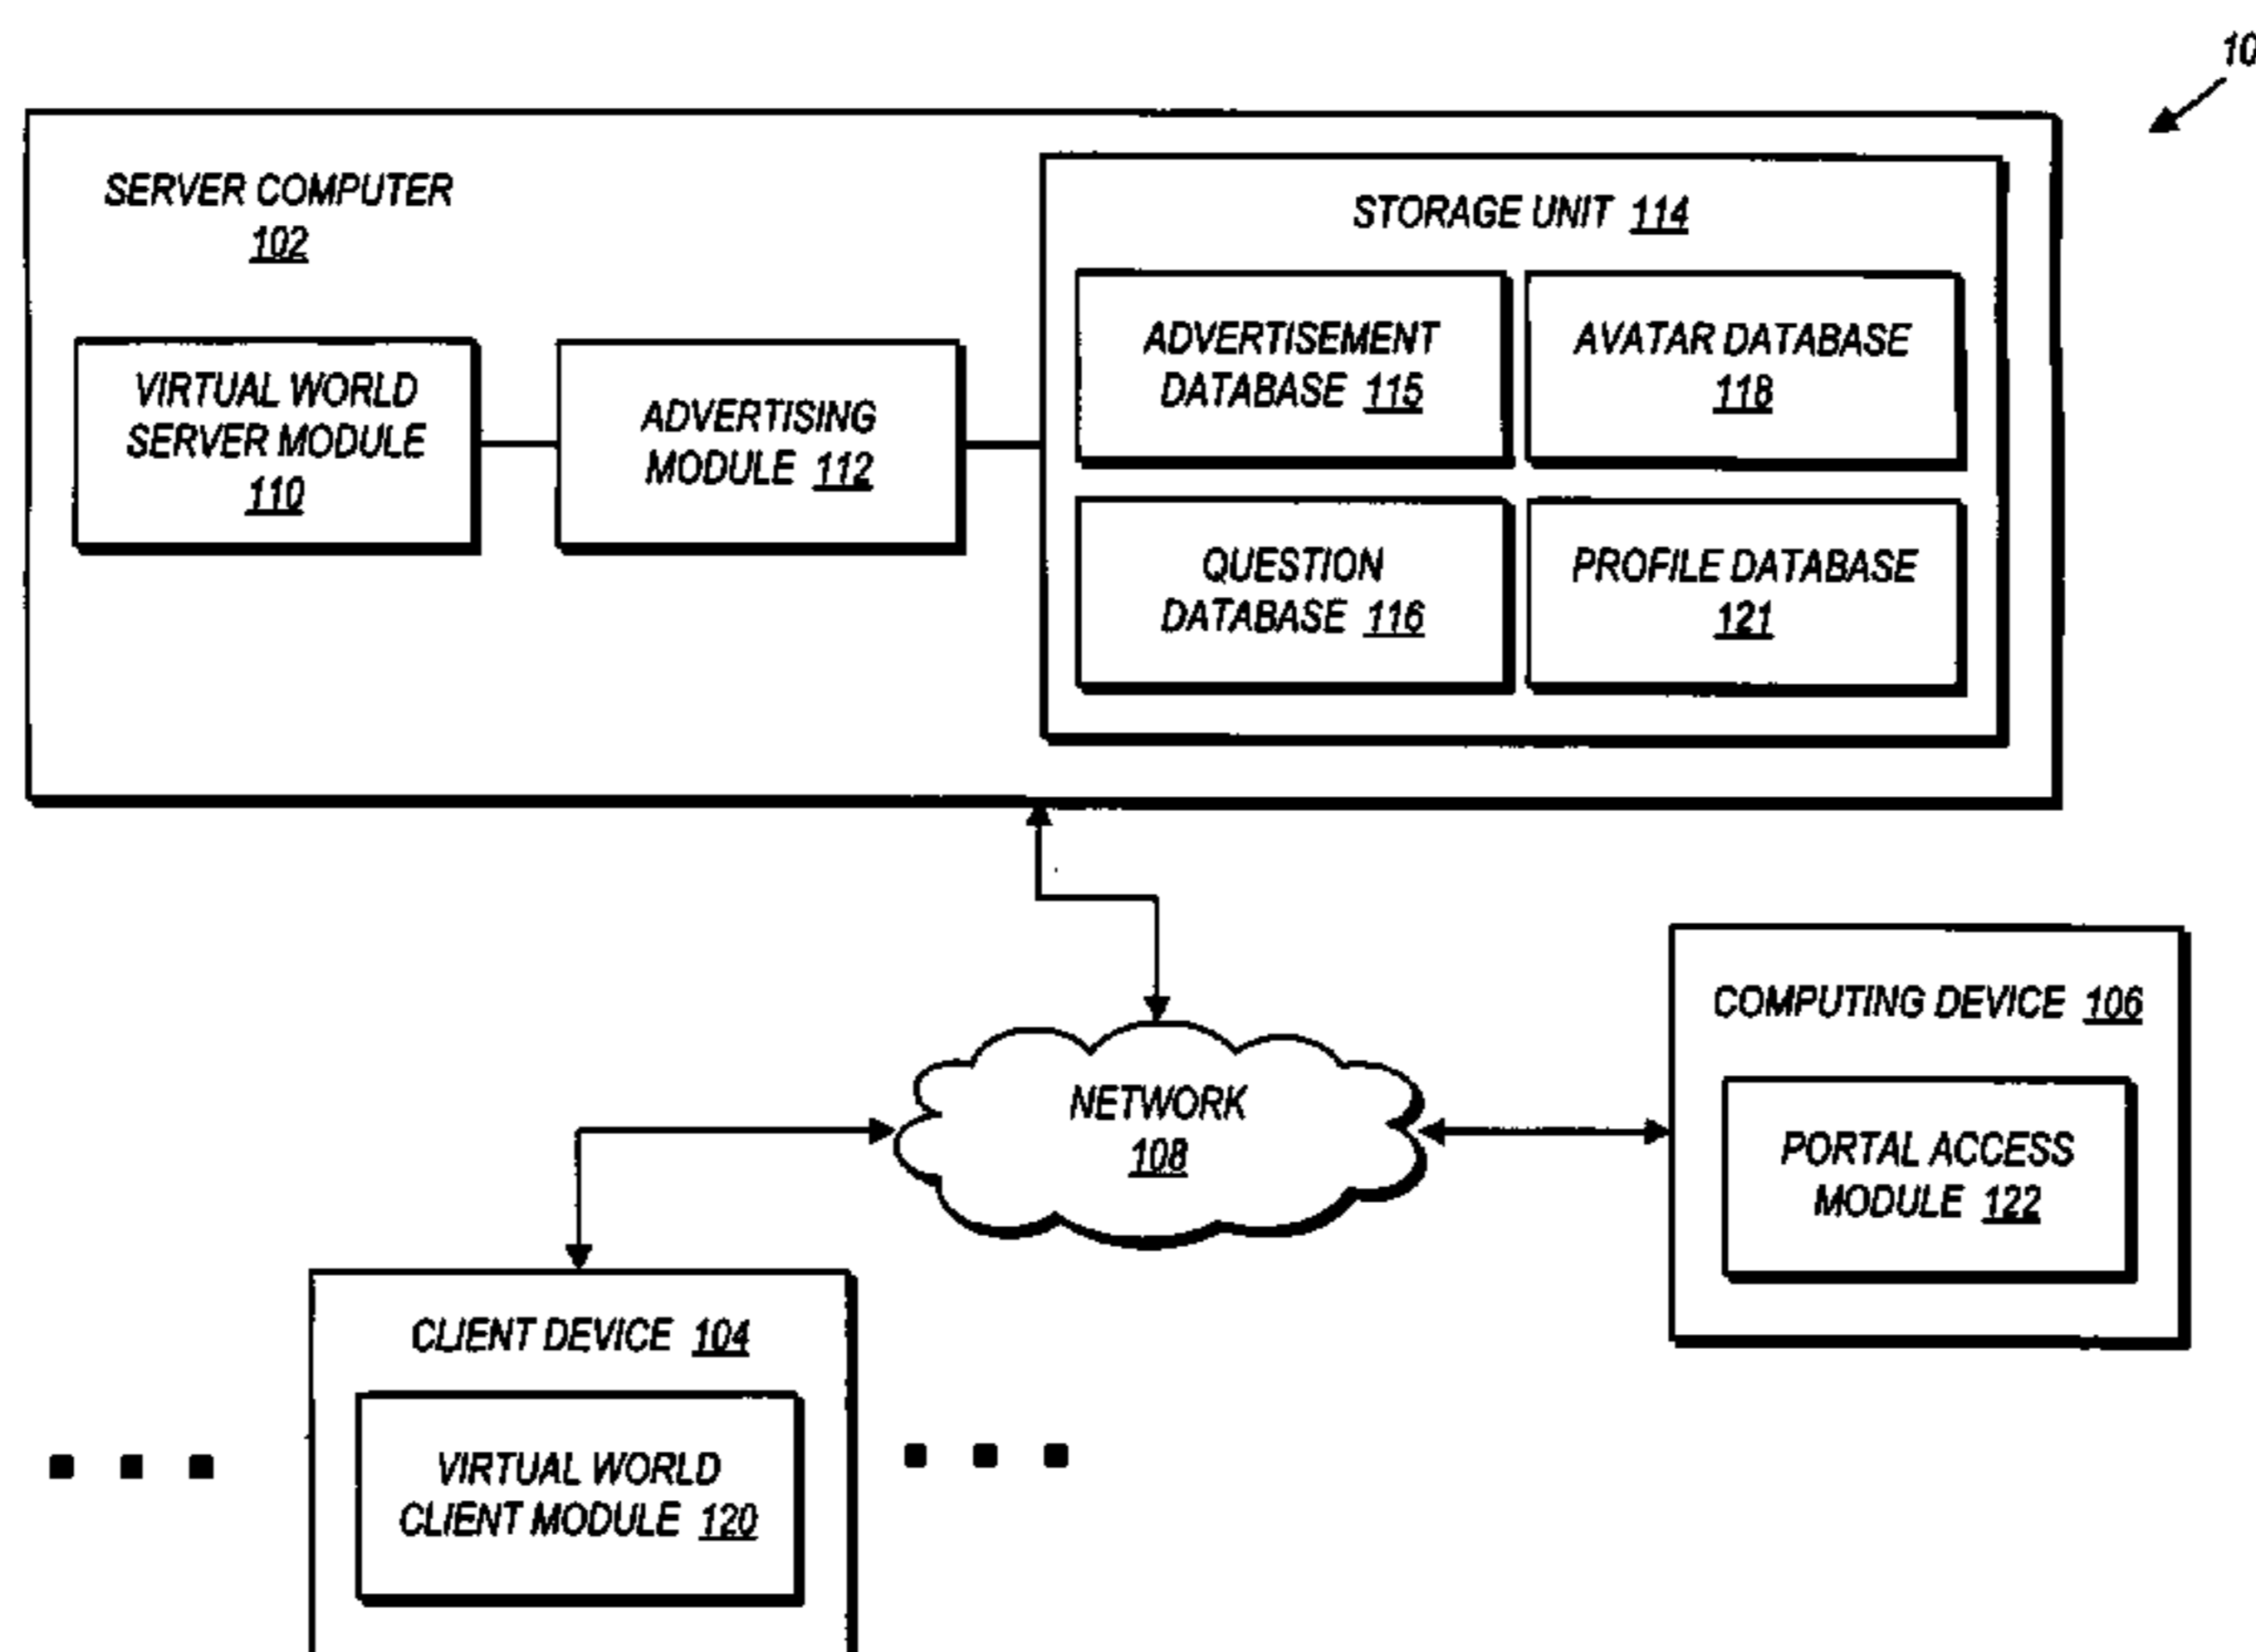 10
SERVER COMPUTER
102
STORAGE UNIT 114
ADVERTISEMENT
DATABASE 115
AVATAR DATABASE
118
VIRTUAL WORLD
SERVER MODULE
110
ADVERTISING
MODULE 112
QUESTION
DATABASE 116
PROFILE DATABASE
121
COMPUTING DEVICE 106
PORTAL ACCESS
MODULE 122
NETWORK
108
CLIENT DEVICE 104
VIRTUAL WORLD
CLIENT MODULE 120